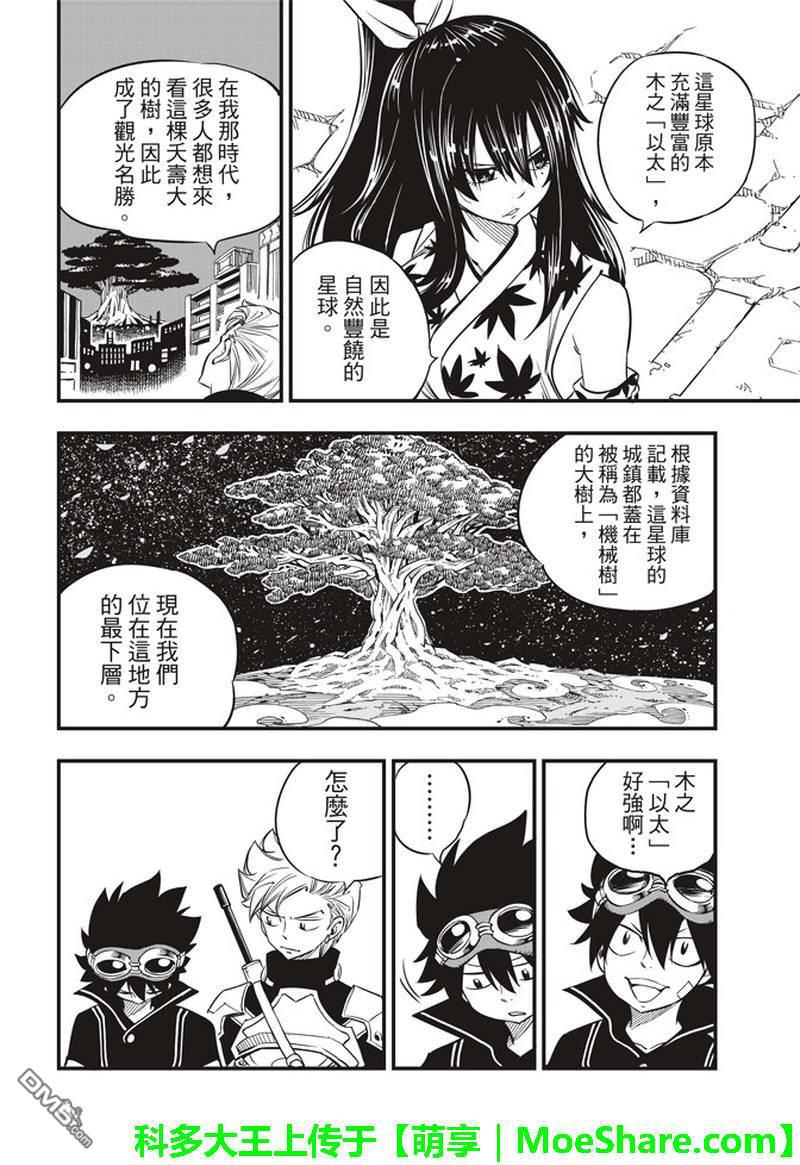 這星球原本
充滿豐富的
木之「以太」，
因此是
自然豐饒的
星球。
在我那時代，
很多人都想來
看這棵夭壽大
的樹，因此
成了觀光名勝。
根據資料庫
記載，這星球的
城鎮都蓋在
被稱為「機械樹」
的大樹上，
現在我們
位在這地方
的最下層。
木之
「以太」
好強啊…
………
怎麼了？
DM5.com
科多大王上传于【萌享 | MoeShare.com】